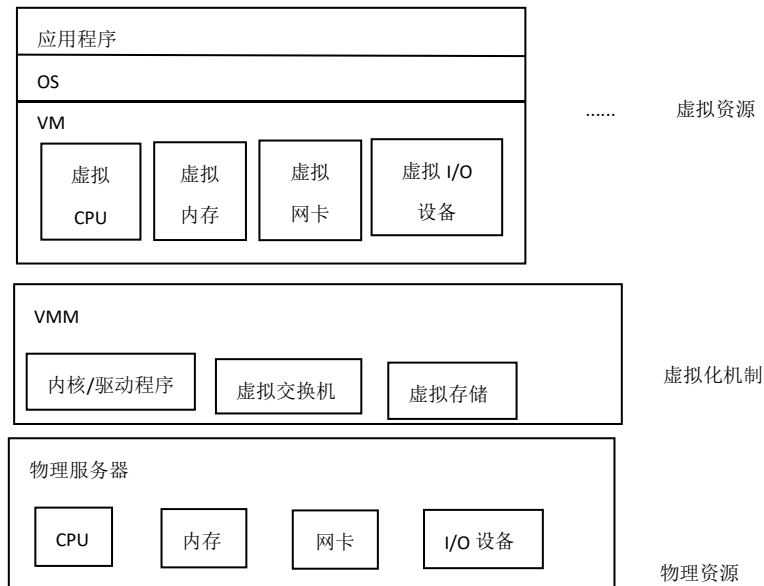 应用程序
OS
VM
虚拟 CPU
虚拟 内存
虚拟 网卡
虚拟 I/O 设备
…… 虚拟资源
VMM
内核/驱动程序
虚拟交换机
虚拟存储
虚拟化机制
物理服务器
CPU
内存
网卡
I/O 设备
物理资源